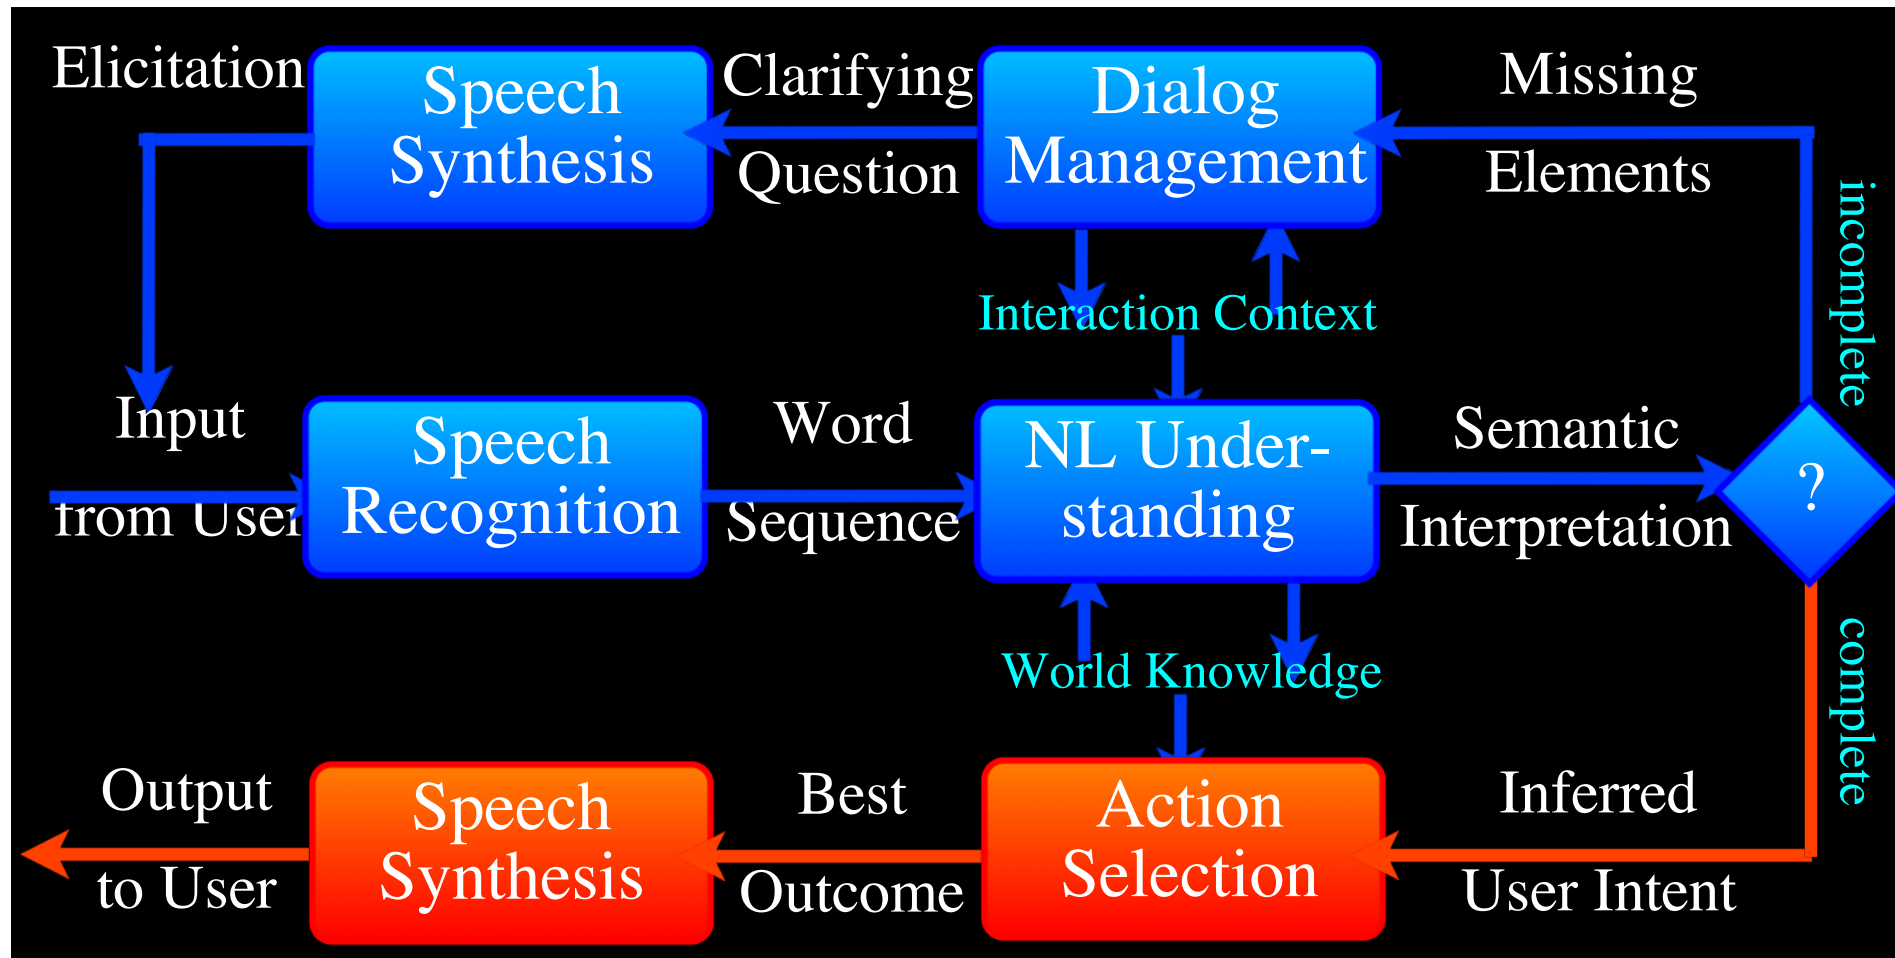 Elicitation
Speech
Synthesis
Clarifying
Question
Dialog
Management
Missing
Elements
incomplete
Interaction Context
Input
from User
Speech
Recognition
Word
Sequence
NL Under-
standing
Semantic
Interpretation
?
World Knowledge
complete
Output
to User
Speech
Synthesis
Best
Outcome
Action
Selection
Inferred
User Intent